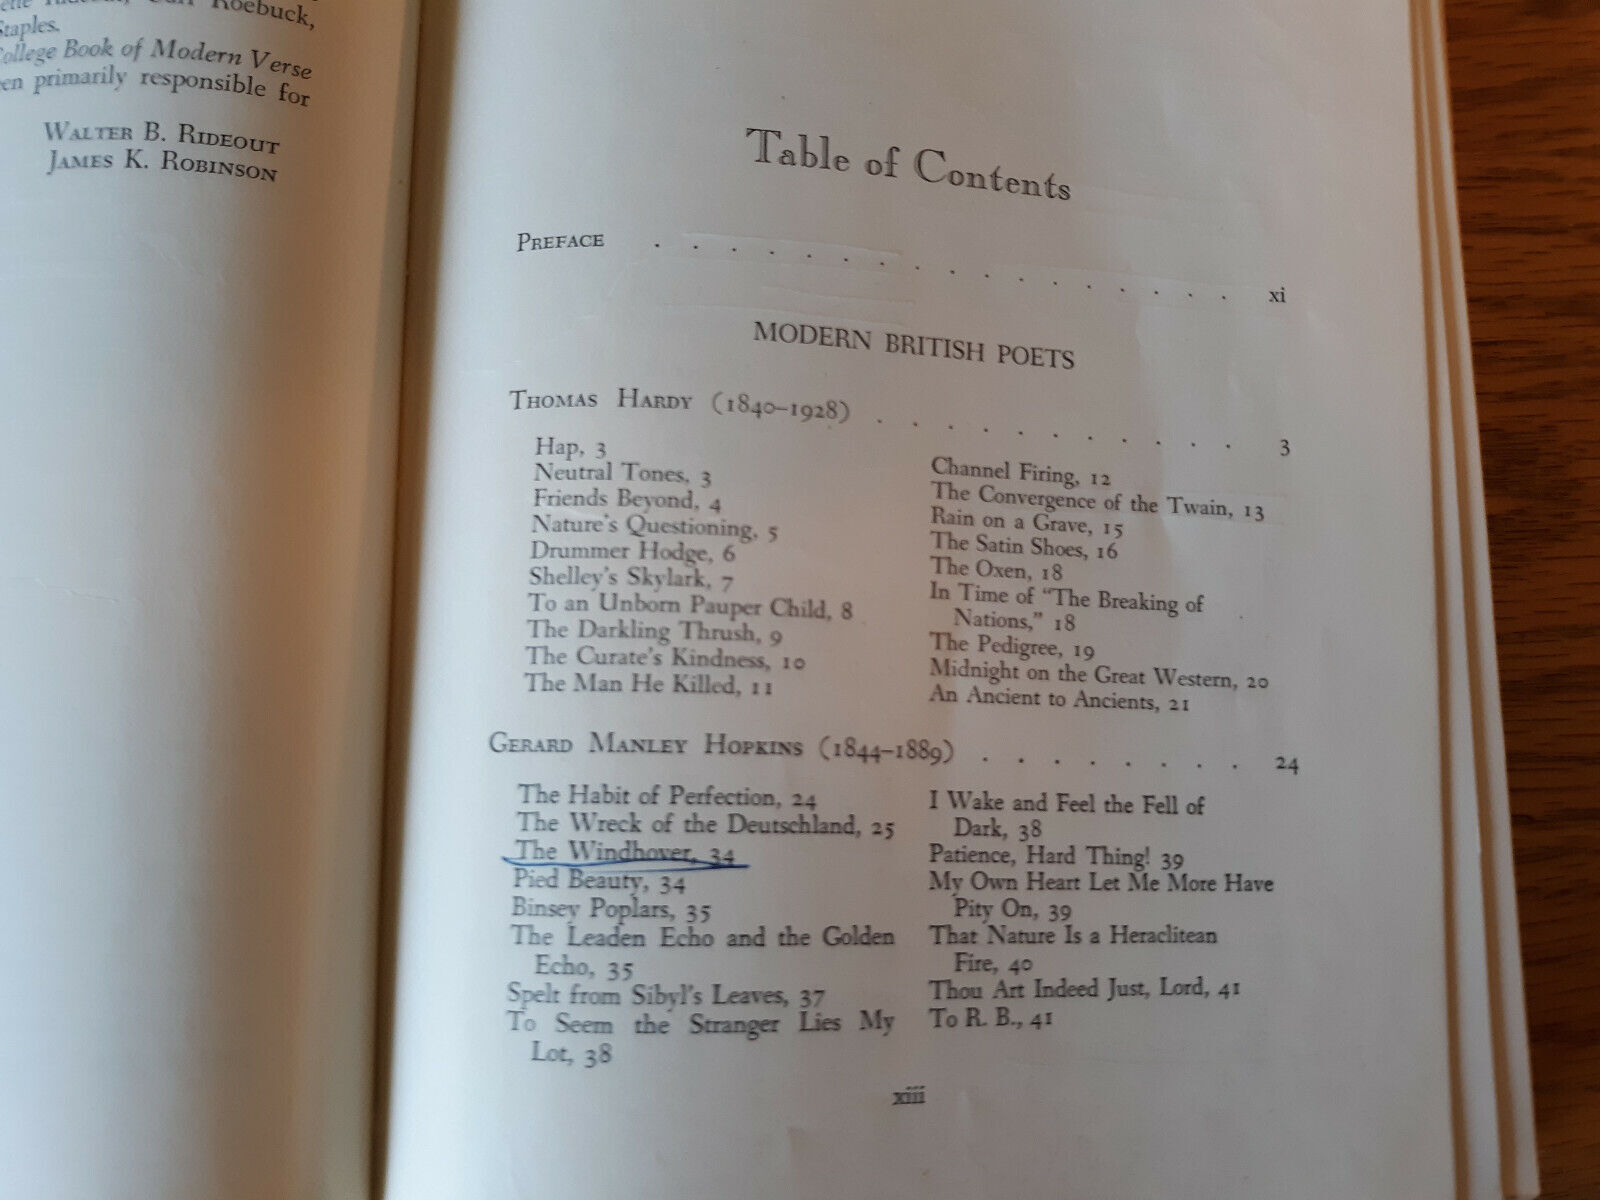 Roebuck,
Staples.
College Book of Modern Verse
primarily responsible for
WALTER B. RIDEOUT
JAMES K. ROBINSON
Table of Contents
PREFACE . . . . . . . . . . . . . . . . xi
MODERN BRITISH POETS
THOMAS HARDY (1840–1928) . . . . . . . . . . . 3
Hap, 3
Neutral Tones, 3
Friends Beyond, 4
Nature's Questioning, 5
Drummer Hodge, 6
Shelley's Skylark, 7
To an Unborn Pauper Child, 8
The Darkling Thrush, 9
The Curate's Kindness, 10
The Man He Killed, 11
Channel Firing, 12
The Convergence of the Twain, 13
Rain on a Grave, 15
The Satin Shoes, 16
The Oxen, 18
In Time of "The Breaking of
Nations," 18
The Pedigree, 19
Midnight on the Great Western, 20
An Ancient to Ancients, 21
GERARD MANLEY HOPKINS (1844–1889) . . . . . . . . 24
The Habit of Perfection, 24
The Wreck of the Deutschland, 25
The Windhover, 34
Pied Beauty, 34
Binsey Poplars, 35
The Leaden Echo and the Golden
Echo, 35
Spelt from Sibyl's Leaves, 37
To Seem the Stranger Lies My
Lot, 38
I Wake and Feel the Fell of
Dark, 38
Patience, Hard Thing! 39
My Own Heart Let Me More Have
Pity On, 39
That Nature Is a Heraclitean
Fire, 40
Thou Art Indeed Just, Lord, 41
To R. B., 41
xiii